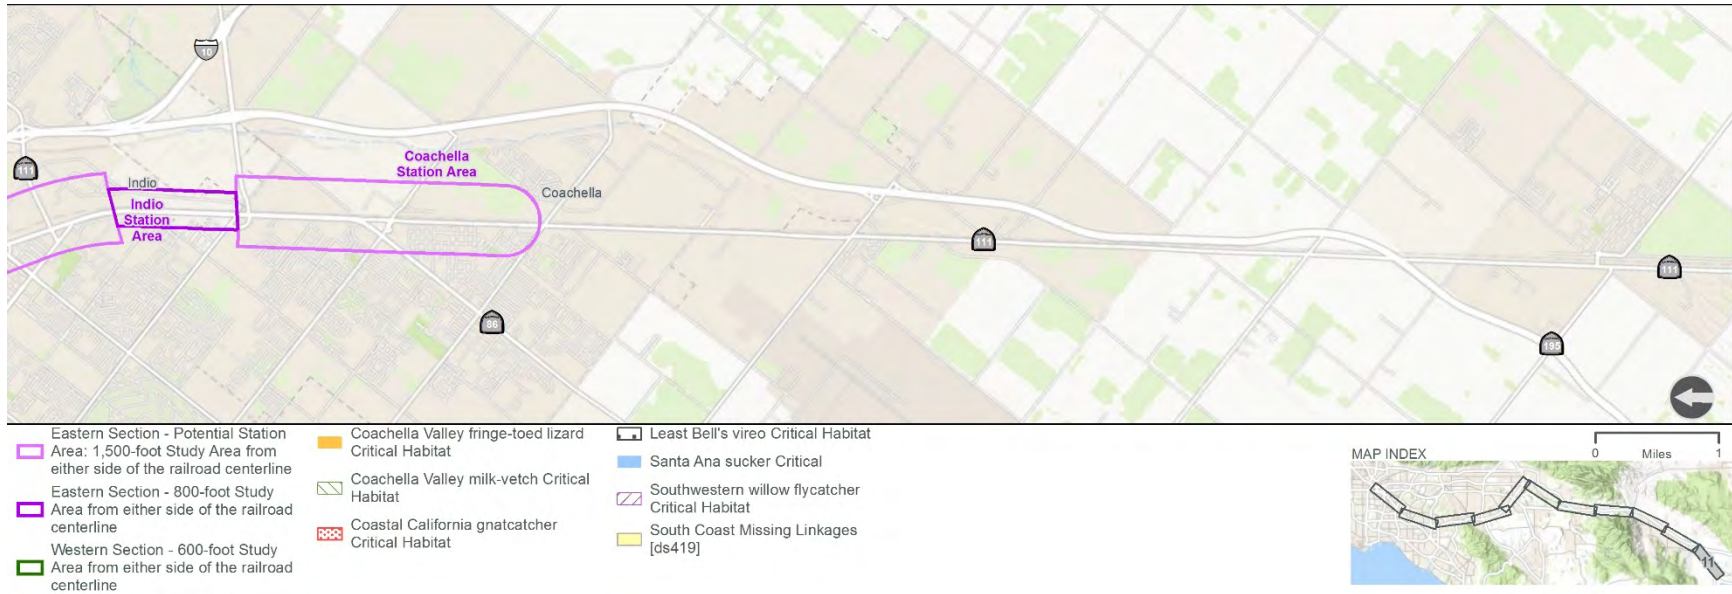 10
111
Coachella
Station Area
Indio
Indio
Station
Area
Coachella
111
111
86
195
Eastern Section - Potential Station
Area: 1,500-foot Study Area from
either side of the railroad centerline
Eastern Section - 800-foot Study
Area from either side of the railroad
centerline
Western Section - 600-foot Study
Area from either side of the railroad
centerline
Coachella Valley fringe-toed lizard
Critical Habitat
Coachella Valley milk-vetch Critical
Habitat
Coastal California gnatcatcher
Critical Habitat
Least Bell's vireo Critical Habitat
Santa Ana sucker Critical
Southwestern willow flycatcher
Critical Habitat
South Coast Missing Linkages
[ds419]
MAP INDEX
0 Miles 1
11